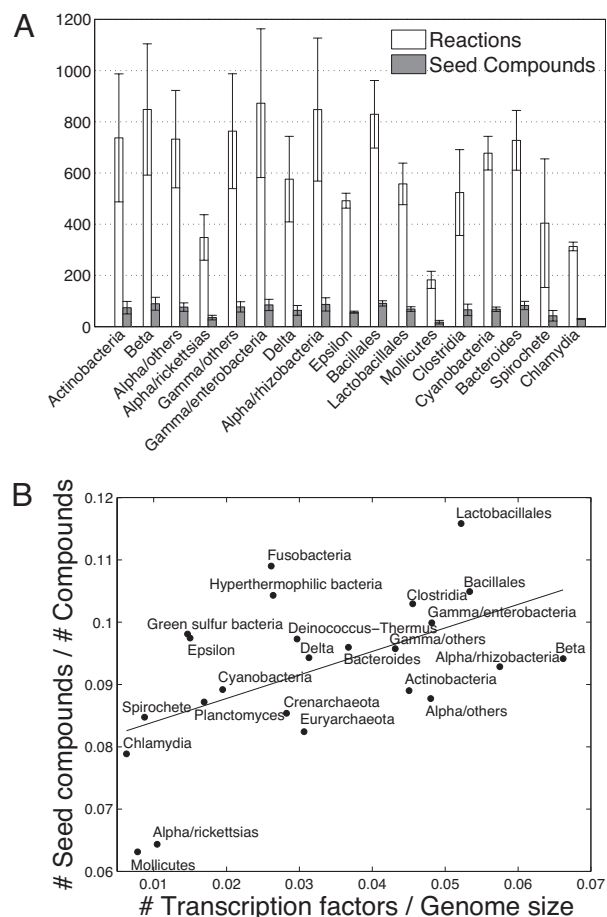 A
1200
1000
800
600
400
200
0
Reactions
Seed Compounds
Actinobacteria
Beta
Alpha/others
Alpha/rickettsias
Gamma/others
Gamma/enterobacteria
Delta
Alpha/rhizobacteria
Epsilon
Bacillales
Lactobacillales
Mollicutes
Clostridia
Cyanobacteria
Bacteroides
Spirochete
Chlamydia
B
# Seed compounds / # Compounds
0.12
0.11
0.1
0.09
0.08
0.07
0.06
Lactobacillales
Fusobacteria
Hyperthermophilic bacteria
Bacillales
Clostridia
Gamma/enterobacteria
Green sulfur bacteria
Deinococcus–Thermus
Epsilon
Delta
Gamma/others
Bacteroides
Alpha/rhizobacteria
Beta
Cyanobacteria
Actinobacteria
Spirochete
Planctomyces
Crenarchaeota
Alpha/others
Euryarchaeota
Chlamydia
Alpha/rickettsias
Mollicutes
0.01
0.02
0.03
0.04
0.05
0.06
0.07
# Transcription factors / Genome size